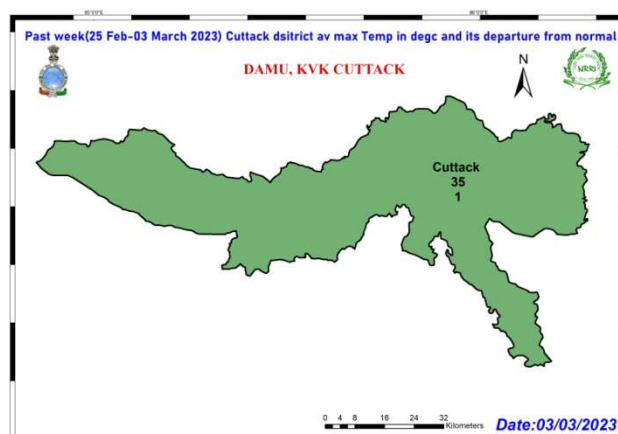 Past week(25 Feb-03 March 2023) Cuttack dsitrict av max Temp in degc and its departure from normal
DAMU, KVK CUTTACK
N
NRRI
Cuttack
35
1
0 4 8 16 24 32
Kilometers
Date:03/03/2023